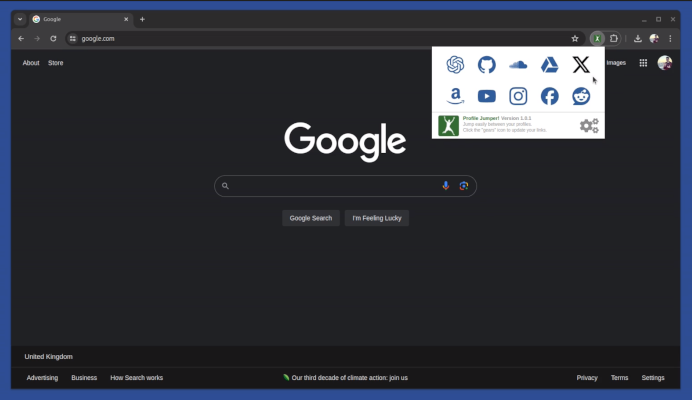 Google
google.com
About
Store
Images
a
Profile Jumper! Version 1.0.1
Jump easily between your profiles.
Click the "gears" icon to update your links.
Google
Google Search
I'm Feeling Lucky
United Kingdom
Advertising
Business
How Search works
Our third decade of climate action: join us
Privacy
Terms
Settings